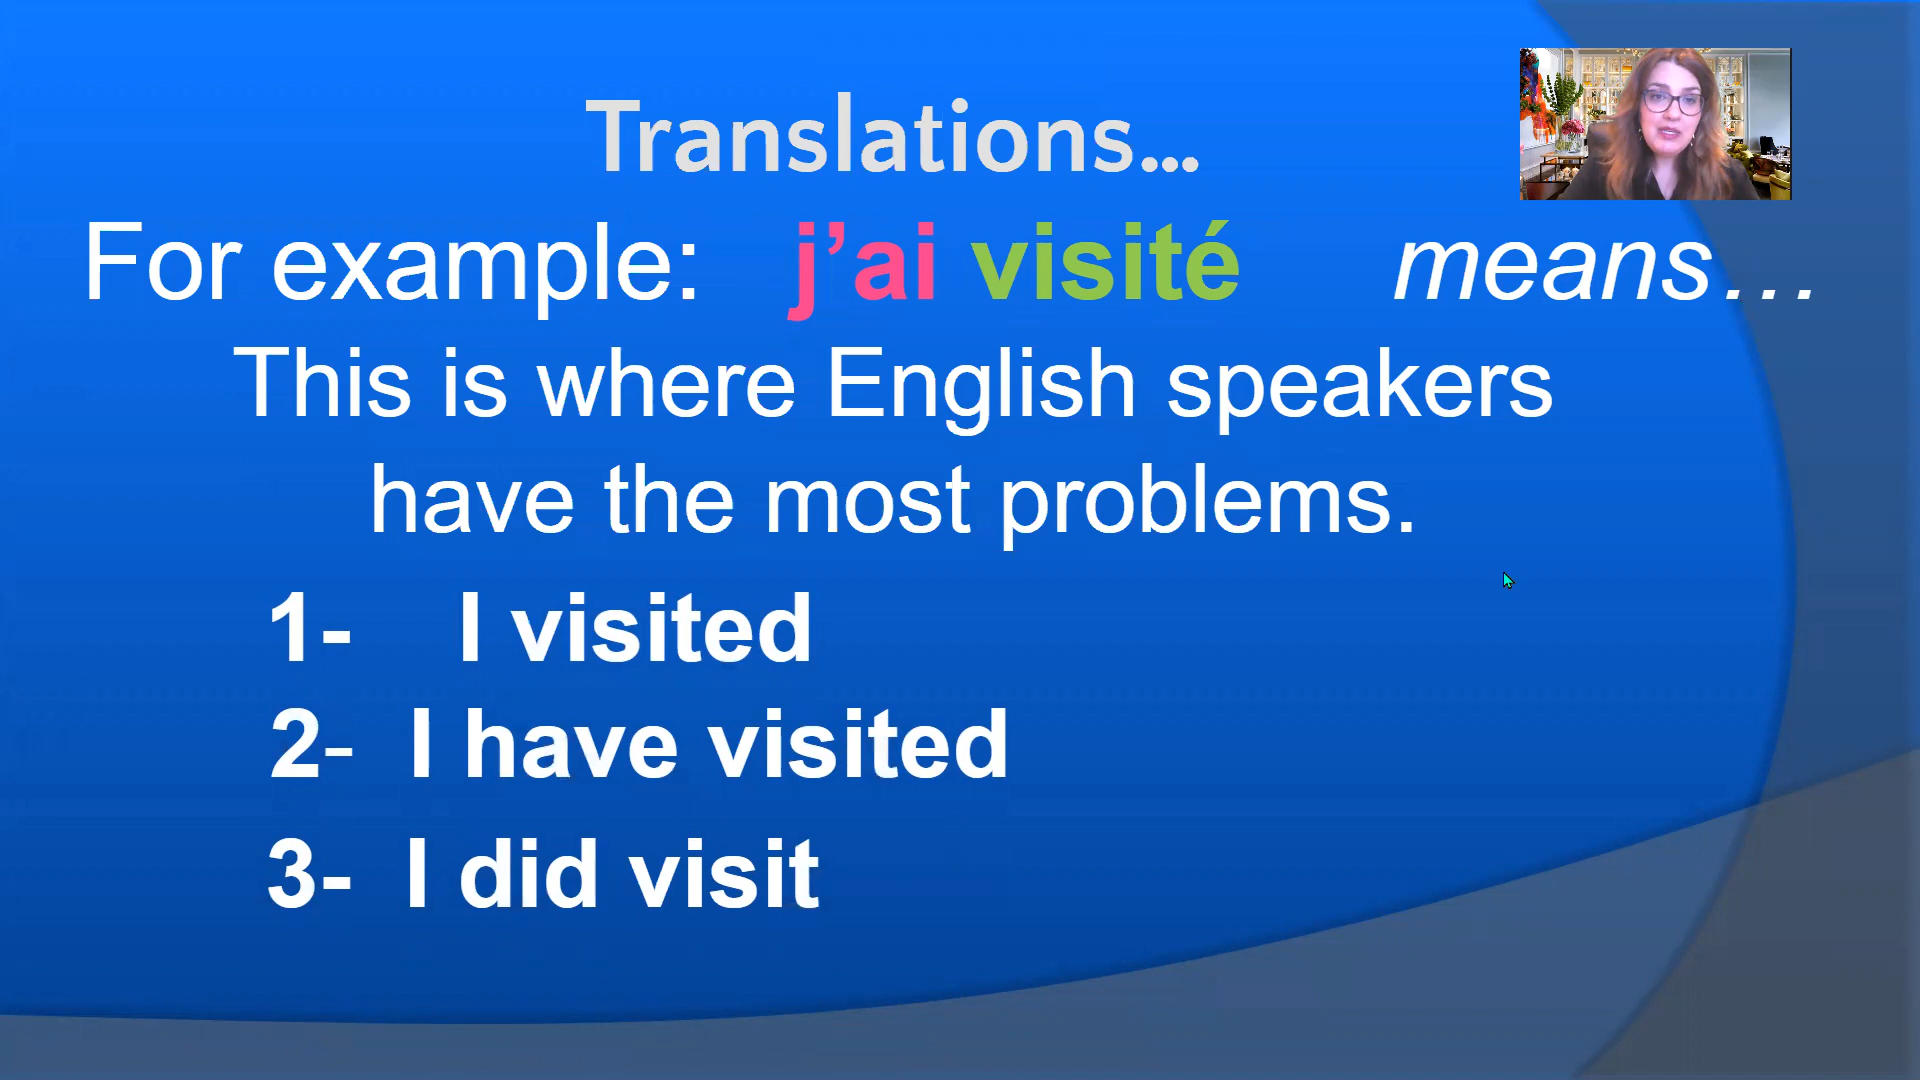 Translations...
For example: j’ai visité means…
This is where English speakers
have the most problems.
1- I visited
2- I have visited
3- I did visit